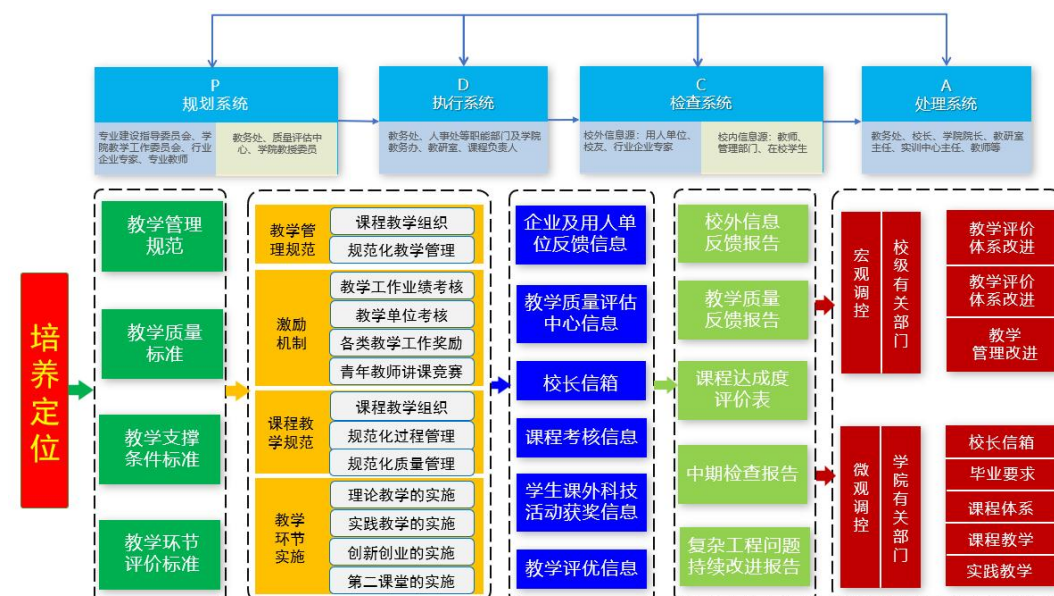 P
规划系统
专业建设指导委员会、学
院教学工作委员会、行业
企业专家、专业教师
教务处、质量评估中
心、学院教授委员
D
执行系统
教务处、人事处等职能部门及学院
教务办、教研室、课程负责人
C
检查系统
校外信息源：用人单位、
校友、行业企业专家
校内信息源：教师、
管理部门、在校学生
A
处理系统
教务处、校长、学院院长、教研室
主任、实训中心主任、教师等
培养定位
教学管理
规范
教学质量
标准
教学支撑
条件标准
教学环节
评价标准
教学管
理规范
课程教学组织
规范化教学管理
激励
机制
教学工作业绩考核
教学单位考核
各类教学工作奖励
青年教师讲课竞赛
课程教
学规范
课程教学组织
规范化过程管理
规范化质量管理
教学
环节
实施
理论教学的实施
实践教学的实施
创新创业的实施
第二课堂的实施
企业及用人单
位反馈信息
教学质量评估
中心信息
校长信箱
课程考核信息
学生课外科技
活动获奖信息
教学评优信息
校外信息
反馈报告
教学质量
反馈报告
课程达成度
评价表
中期检查报告
复杂工程问题
持续改进报告
宏观调控
校级有关部门
教学评价
体系改进
教学评价
体系改进
教学
管理改进
微观调控
学院有关部门
校长信箱
毕业要求
课程体系
课程教学
实践教学